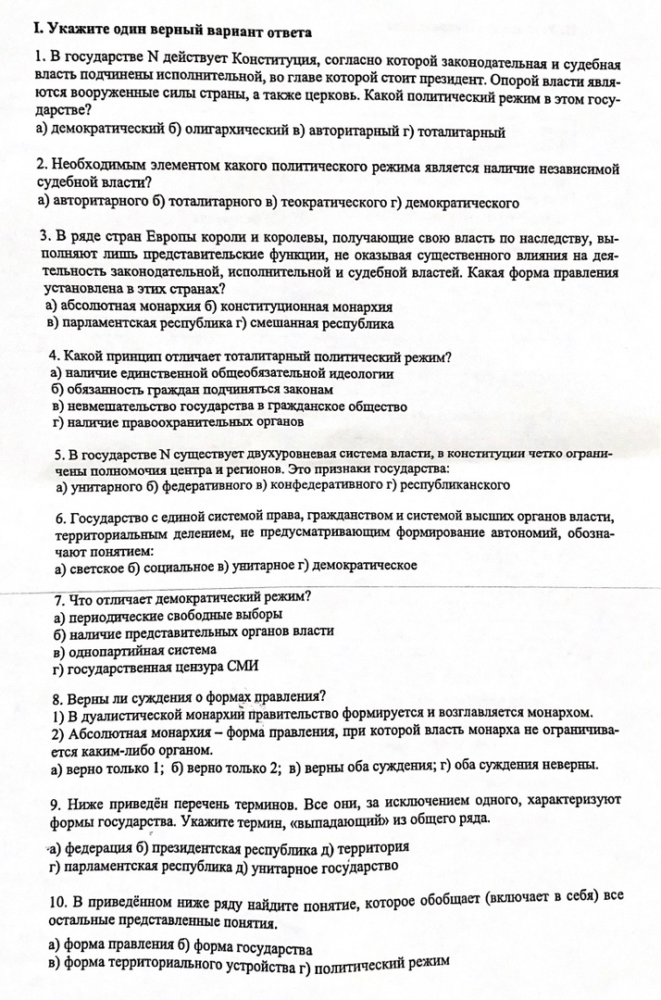 I. Укажите один верный вариант ответа
1. В государстве N действует Конституция, согласно которой законодательная и судебная
власть подчинены исполнительной, во главе которой стоит президент. Опорой власти явля-
ются вооруженные силы страны, а также церковь. Какой политический режим в этом госу-
дарстве?
а) демократический б) олигархический в) авторитарный г) тоталитарный
2. Необходимым элементом какого политического режима является наличие независимой
судебной власти?
а) авторитарного б) тоталитарного в) теократического г) демократического
3. В ряде стран Европы короли и королевы, получающие свою власть по наследству, вы-
полняют лишь представительские функции, не оказывая существенного влияния на дея-
тельность законодательной, исполнительной и судебной властей. Какая форма правления
установлена в этих странах?
а) абсолютная монархия б) конституционная монархия
в) парламентская республика г) смешанная республика
4. Какой принцип отличает тоталитарный политический режим?
а) наличие единственной общеобязательной идеологии
б) обязанность граждан подчиняться законам
в) невмешательство государства в гражданское общество
г) наличие правоохранительных органов
5. В государстве N существует двухуровневая система власти, в конституции четко ограни-
чены полномочия центра и регионов. Это признаки государства:
а) унитарного б) федеративного в) конфедеративного г) республиканского
6. Государство с единой системой права, гражданством и системой высших органов власти,
территориальным делением, не предусматривающим формирование автономий, обозна-
чают понятием:
а) светское б) социальное в) унитарное г) демократическое
7. Что отличает демократический режим?
а) периодические свободные выборы
б) наличие представительных органов власти
в) однопартийная система
г) государственная цензура СМИ
8. Верны ли суждения о формах правления?
1) В дуалистической монархии правительство формируется и возглавляется монархом.
2) Абсолютная монархия – форма правления, при которой власть монарха не ограничива-
ется каким-либо органом.
а) верно только 1; б) верно только 2; в) верны оба суждения; г) оба суждения неверны.
9. Ниже приведён перечень терминов. Все они, за исключением одного, характеризуют
формы государства. Укажите термин, «выпадающий» из общего ряда.
а) федерация б) президентская республика д) территория
г) парламентская республика д) унитарное государство
10. В приведённом ниже ряду найдите понятие, которое обобщает (включает в себя) все
остальные представленные понятия.
а) форма правления б) форма государства
в) форма территориального устройства г) политический режим